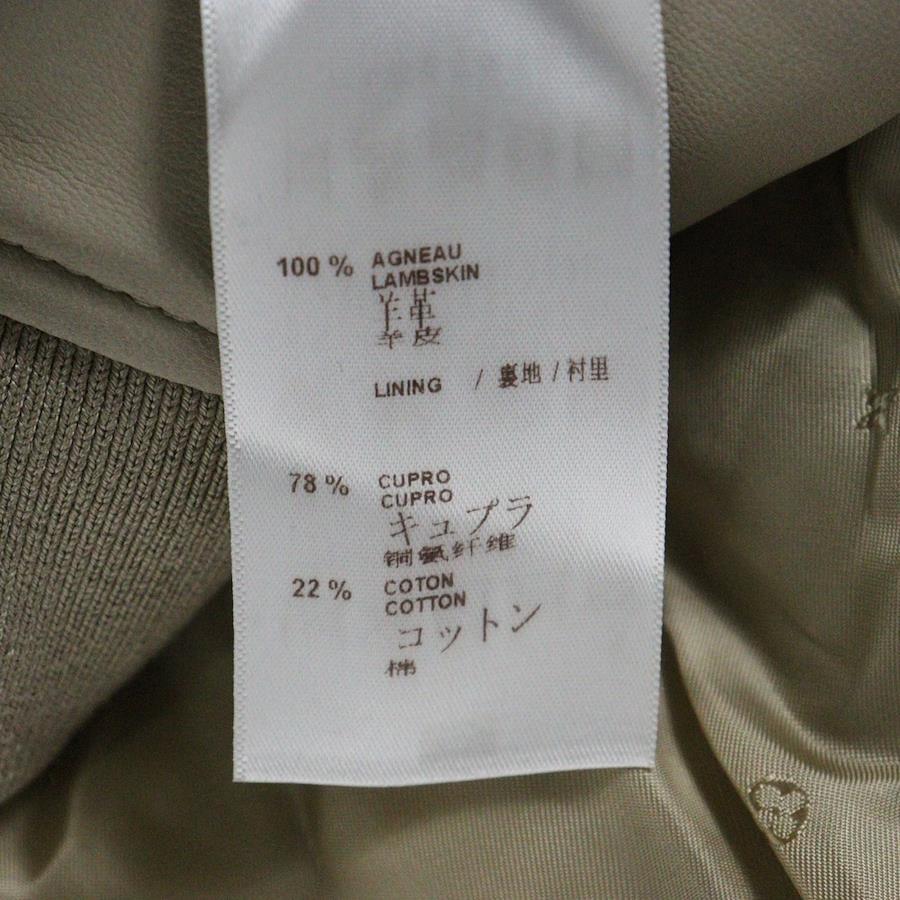 100 % AGNEAU
LAMBSKIN
羊革
羊皮
LINING / 裏地 / 衬里
78 % CUPRO
CUPRO
キュプラ
铜氨纤维
22 % COTON
COTTON
コットン
棉